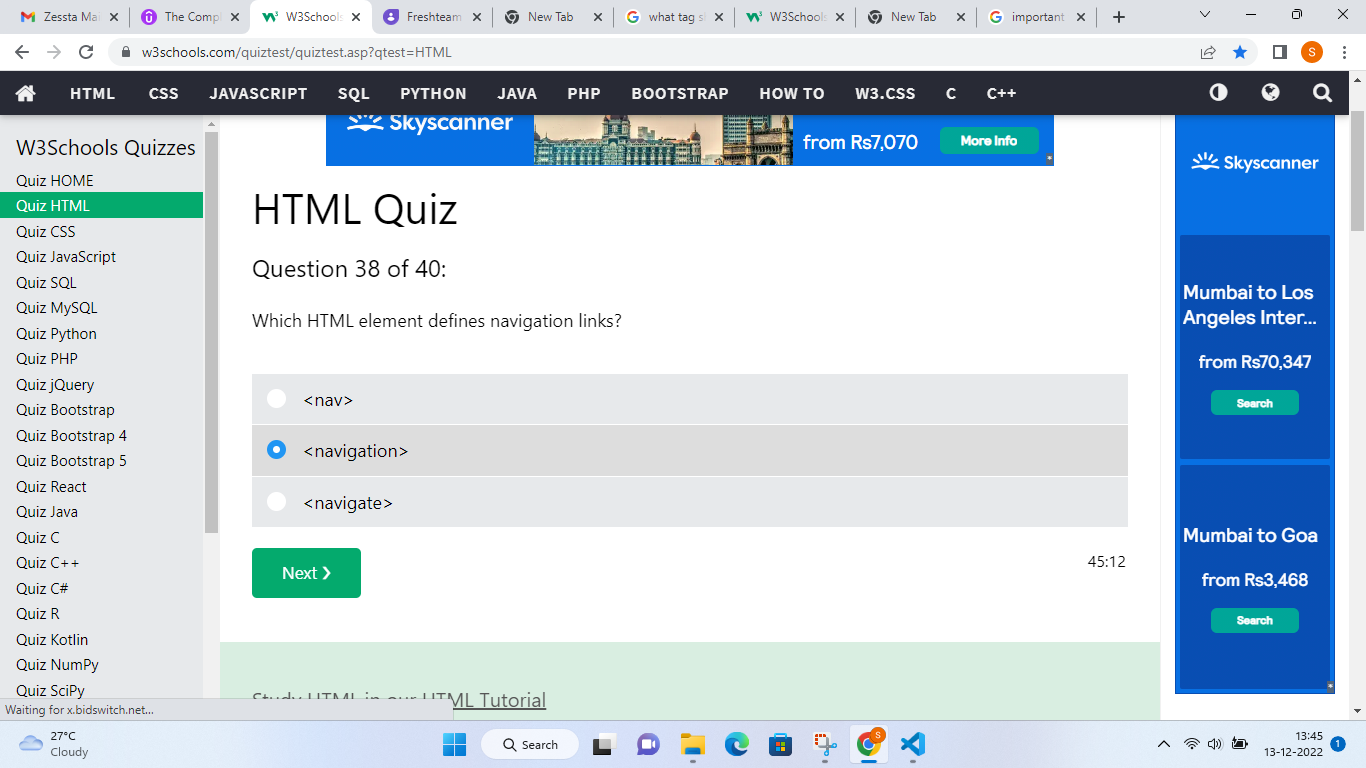 Zessta Mai
The Compl
W3Schools
Freshteam
New Tab
what tag sh
W3Schools
New Tab
important
w3schools.com/quiztest/quiztest.asp?qtest=HTML
S
HTML CSS JAVASCRIPT SQL PYTHON JAVA PHP BOOTSTRAP HOW TO W3.CSS C C++
W3Schools Quizzes
Quiz HOME
Quiz HTML
Quiz CSS
Quiz JavaScript
Quiz SQL
Quiz MySQL
Quiz Python
Quiz PHP
Quiz jQuery
Quiz Bootstrap
Quiz Bootstrap 4
Quiz Bootstrap 5
Quiz React
Quiz Java
Quiz C
Quiz C++
Quiz C#
Quiz R
Quiz Kotlin
Quiz NumPy
Quiz SciPy
Waiting for x.bidswitch.net...
Skyscanner
from Rs7,070
More info
HTML Quiz
Question 38 of 40:
Which HTML element defines navigation links?
<nav>
<navigation>
<navigate>
Next ❯
45:12
Study HTML in our HTML Tutorial
Skyscanner
Mumbai to Los
Angeles Inter...
from Rs70,347
Search
Mumbai to Goa
from Rs3,468
Search
27°C
Cloudy
Search
S
13:45
13-12-2022
1